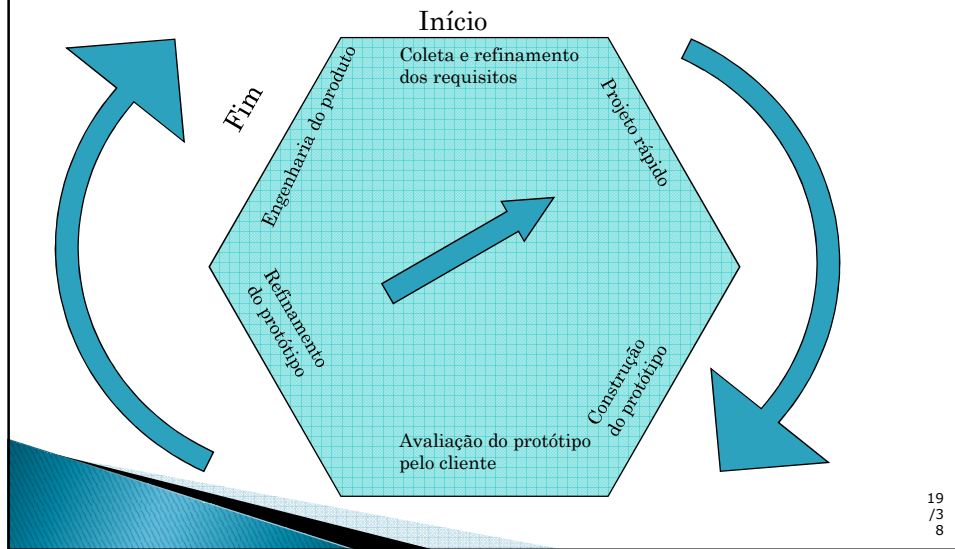 Início
Coleta e refinamento
dos requisitos
Projeto rápido
Construção
do protótipo
Avaliação do protótipo
pelo cliente
Refinamento
do protótipo
Engenharia do produto
Fim
19
/3
8